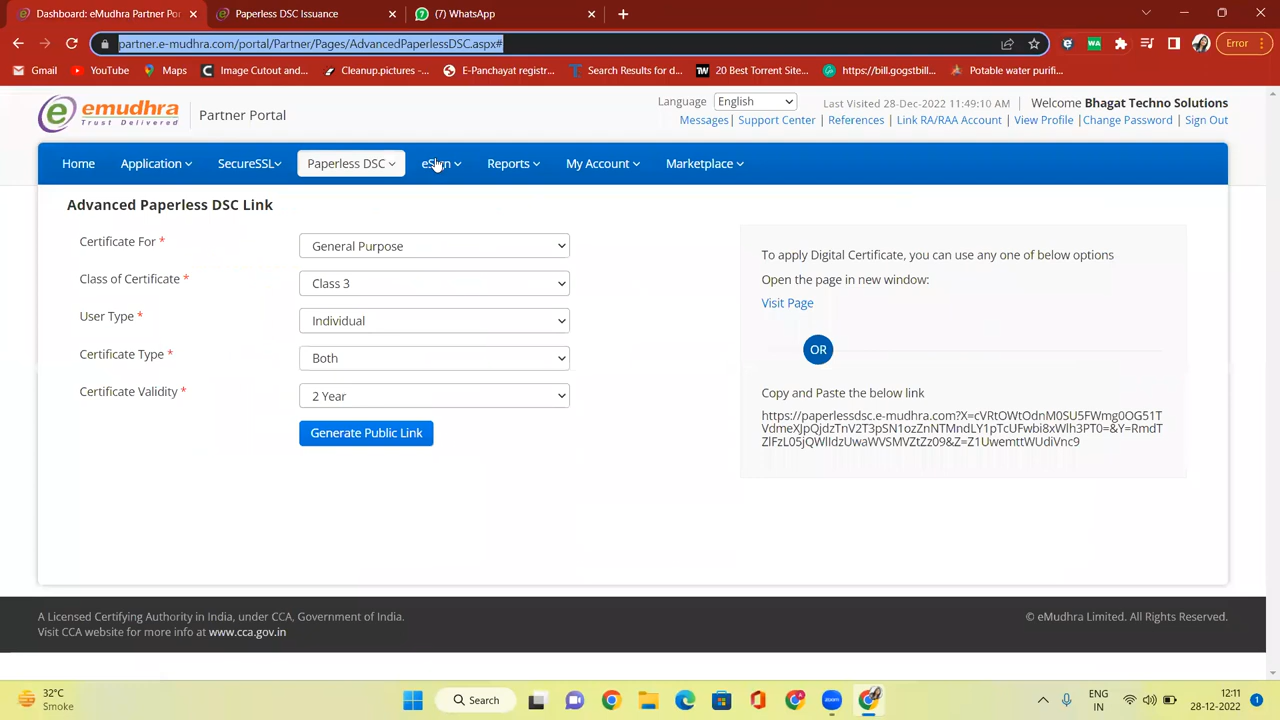 Dashboard: eMudhra Partner Por
Paperless DSC Issuance
(7) WhatsApp
partner.e-mudhra.com/portal/Partner/Pages/AdvancedPaperlessDSC.aspx#
Error
Gmail
YouTube
Maps
Image Cutout and...
Cleanup.pictures -...
E-Panchayat registr...
Search Results for d...
20 Best Torrent Site...
https://bill.gogstbill...
Potable water purifi...
emudhra
Trust Delivered
Partner Portal
Language English
Last Visited 28-Dec-2022 11:49:10 AM
Welcome Bhagat Techno Solutions
Messages| Support Center | References | Link RA/RAA Account | View Profile |Change Password | Sign Out
Home
Application
SecureSSL
Paperless DSC
eSign
Reports
My Account
Marketplace
Advanced Paperless DSC Link
Certificate For * General Purpose
Class of Certificate * Class 3
User Type * Individual
Certificate Type * Both
Certificate Validity * 2 Year
Generate Public Link
To apply Digital Certificate, you can use any one of below options
Open the page in new window:
Visit Page
OR
Copy and Paste the below link
https://paperlessdsc.e-mudhra.com?X=cVRtOWtOdnM0SU5FWmg0OG51T
VdmeXJpQjdzTnV2T3pSN1ozZnNTMndLY1pTcUFwbi8xWlh3PT0=&Y=RmdT
ZlFzL05jQWlIdzUwaWVSMVZtZz09&Z=Z1UwemttWUdiVnc9
A Licensed Certifying Authority in India, under CCA, Government of India.
Visit CCA website for more info at www.cca.gov.in
© eMudhra Limited. All Rights Reserved.
32°C
Smoke
Search
zoom
ENG
IN
12:11
28-12-2022
1